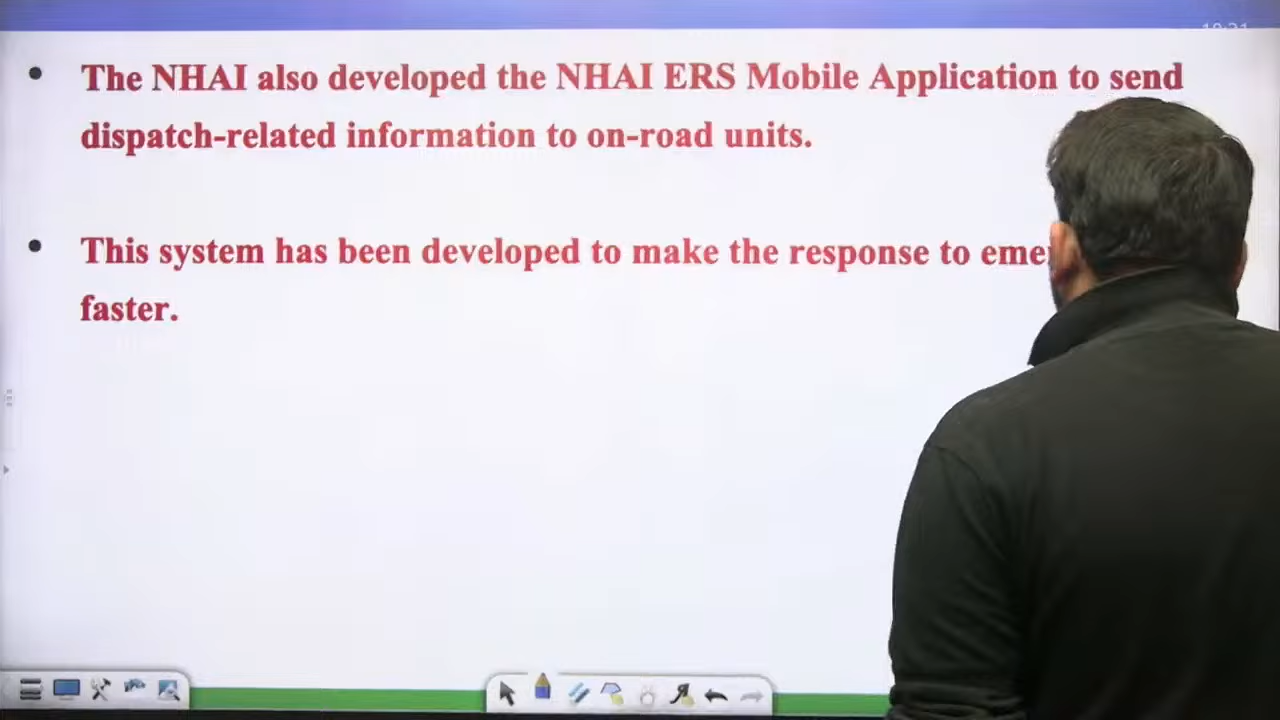 • The NHAI also developed the NHAI ERS Mobile Application to send
dispatch-related information to on-road units.
• This system has been developed to make the response to
faster.